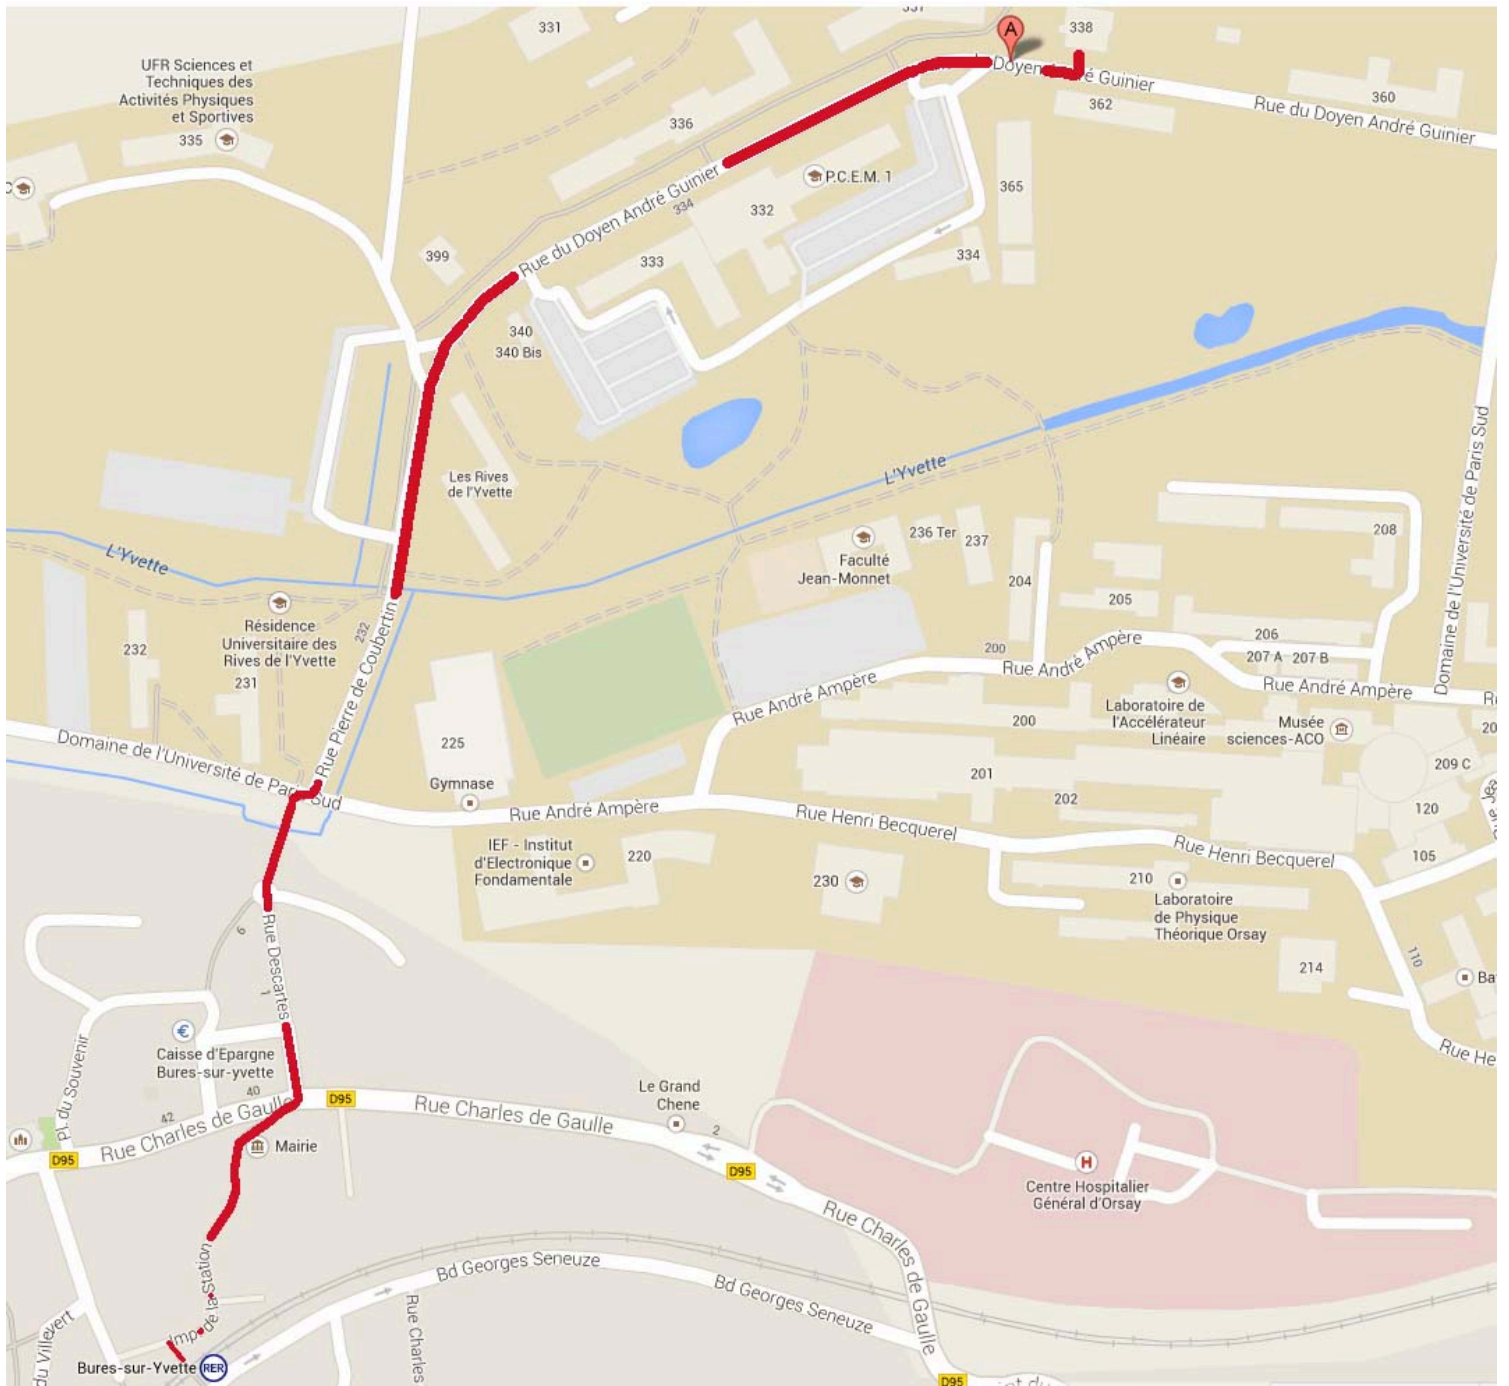 331
337
A
338
UFR Sciences et
Techniques des
Activités Physiques
et Sportives
335
336
Doyen André Guinier
362
360
Rue du Doyen André Guinier
P.C.E.M. 1
365
334
332
Rue du Doyen André Guinier
399
333
334
340
340 Bis
Les Rives
de l'Yvette
L'Yvette
L'Yvette
Domaine de l'Université de Paris Sud
208
236 Ter
237
Faculté
Jean-Monnet
204
205
206
207 A
207 B
Résidence
Universitaire des
Rives de l'Yvette
232
232
231
Rue Pierre de Coubertin
200
Rue André Ampère
Rue André Ampère
Rue André Ampère
Laboratoire de
l'Accélérateur
Linéaire
Musée
sciences-ACO
200
20
209 C
Domaine de l'Université de Paris Sud
225
Gymnase
201
202
120
105
Rue André Ampère
Rue Henri Becquerel
Rue Henri Becquerel
IEF - Institut
d'Electronique
Fondamentale
220
230
210
Laboratoire
de Physique
Théorique Orsay
214
110
Ba
Rue He
6
Rue Descartes
1
€
Caisse d'Epargne
Bures-sur-yvette
Pl. du Souvenir
40
42
Rue Charles de Gaulle
D95
D95
Rue Charles de Gaulle
Le Grand
Chene
2
D95
Mairie
H
Centre Hospitalier
Général d'Orsay
Rue Charles de Gaulle
Imp. de la Station
Bd Georges Seneuze
Bd Georges Seneuze
Rue Charles
du Villevert
Bures-sur-Yvette
RER
D95